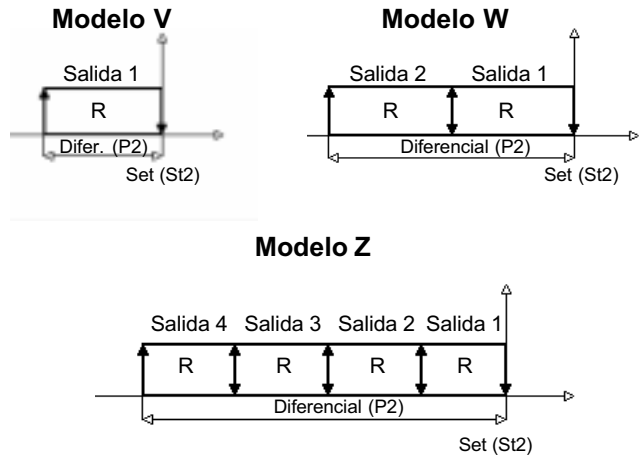 Modelo V
Salida 1
R
Difer. (P2)
Set (St2)
Modelo W
Salida 2 Salida 1
R R
Diferencial (P2)
Set (St2)
Modelo Z
Salida 4 Salida 3 Salida 2 Salida 1
R R R R
Diferencial (P2)
Set (St2)